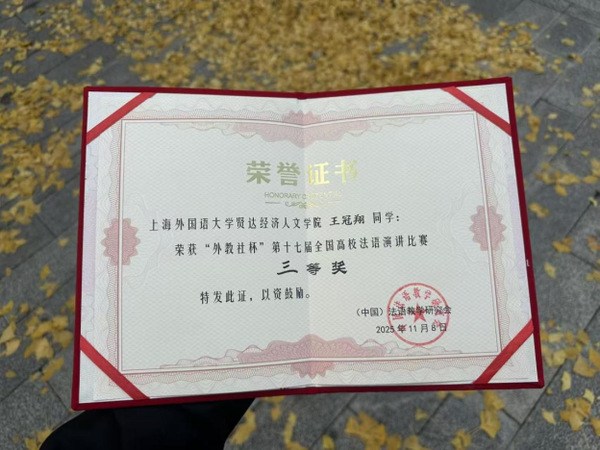 荣誉证书
HONORARY
上海外国语大学贤达经济人文学院 王冠翔 同学：
荣获“外教社杯”第十七届全国高校法语演讲比赛
三等奖
特发此证，以资鼓励。
（中国）法语教学研究会
2025年11月8日